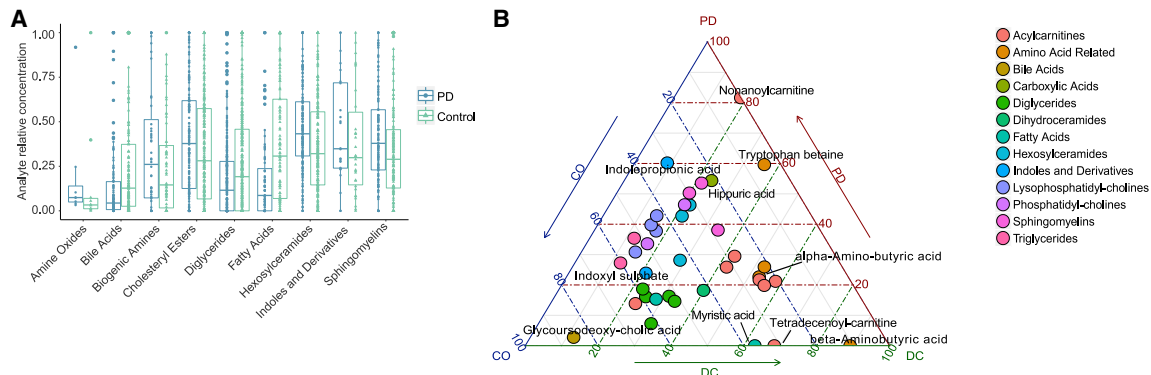 A
Analyte relative concentration
1.00
0.75
0.50
0.25
0.00
Amine Oxides
Bile Acids
Biogenic Amines
Cholesteryl Esters
Diglycerides
Fatty Acids
Hexosylceramides
Indoles and Derivatives
Sphingomyelins
PD
Control
B
PD
100
Nonanoylcarnitine
20
80
CO
PD
Tryptophan betaine
40
60
Indolepropionic acid
Hippuric acid
60
40
alpha-Amino-butyric acid
Indoxyl sulphate
80
20
Myristic acid
Tetradecenoyl-carnitine
Glycoursodeoxy-cholic acid
beta-Aminobutyric acid
100
20
40
60
80
100
CO
DC
DC
Acylcarnitines
Amino Acid Related
Bile Acids
Carboxylic Acids
Diglycerides
Dihydroceramides
Fatty Acids
Hexosylceramides
Indoles and Derivatives
Lysophosphatidyl-cholines
Phosphatidyl-cholines
Sphingomyelins
Triglycerides